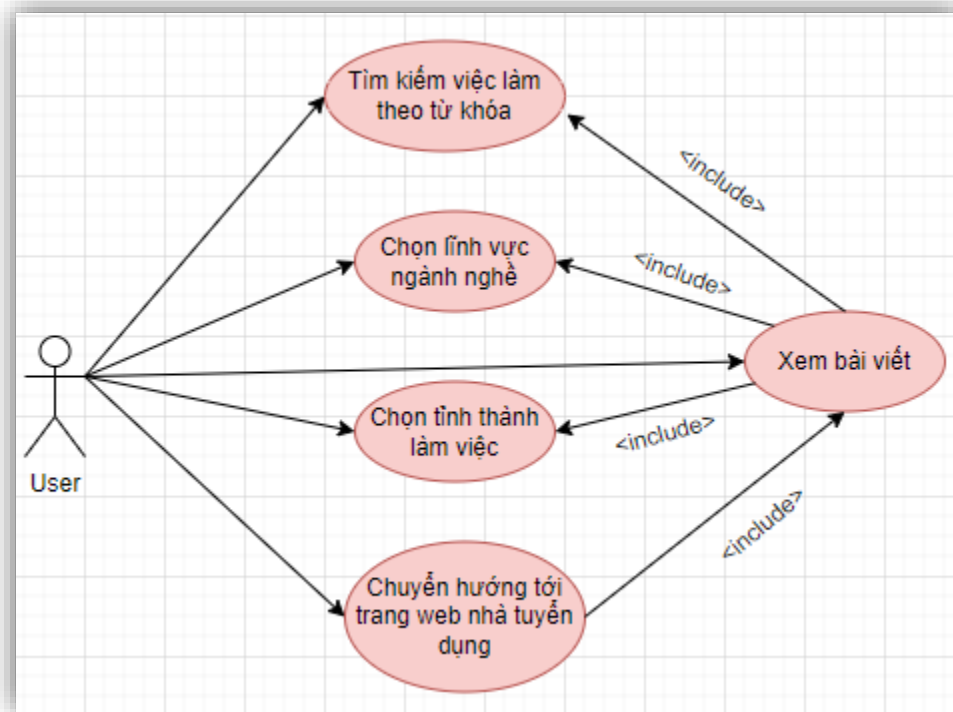 Tìm kiếm việc làm
theo từ khóa
<include>
Chọn lĩnh vực
ngành nghề
<include>
Xem bài viết
Chọn tỉnh thành
làm việc
<include>
User
<include>
Chuyển hướng tới
trang web nhà tuyển
dụng